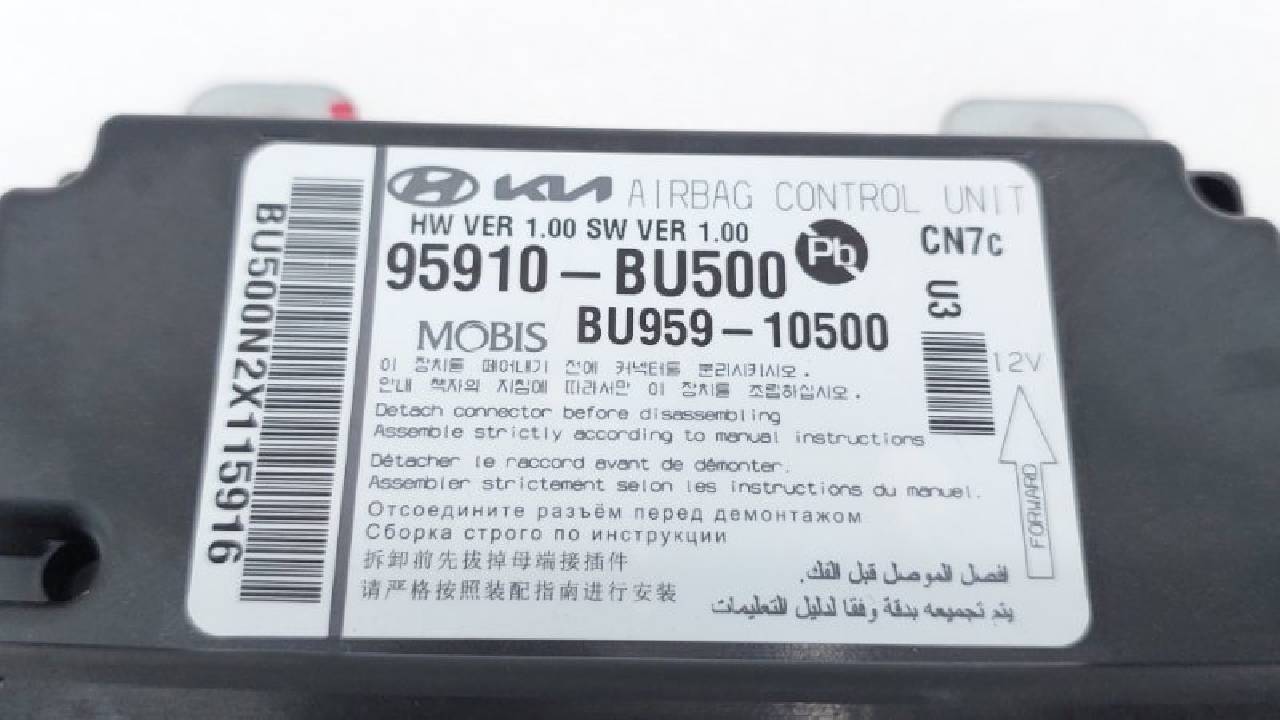 BU500N2X115916
HYUNDAI KIA AIRBAG CONTROL UNIT
HW VER 1.00 SW VER 1.00
Pb
CN7c
95910-BU500
U3
MOBIS BU959-10500
12V
이 장치를 떼어내기 전에 커넥터를 분리시키시오.
안내 책자의 지침에 따라서만 이 장치를 조립하십시오.
Detach connector before disassembling
Assemble strictly according to manual instructions
Détacher le raccord avant de démonter.
Assembler strictement selon les instructions du manuel.
FORWARD
Отсоедините разъём перед демонтажом
Сборка строго по инструкции
拆卸前先拔掉母端接插件
请严格按照装配指南进行安装
افصل الموصل قبل الفك.
يتم تجميعه بدقة وفقا لدليل التعليمات